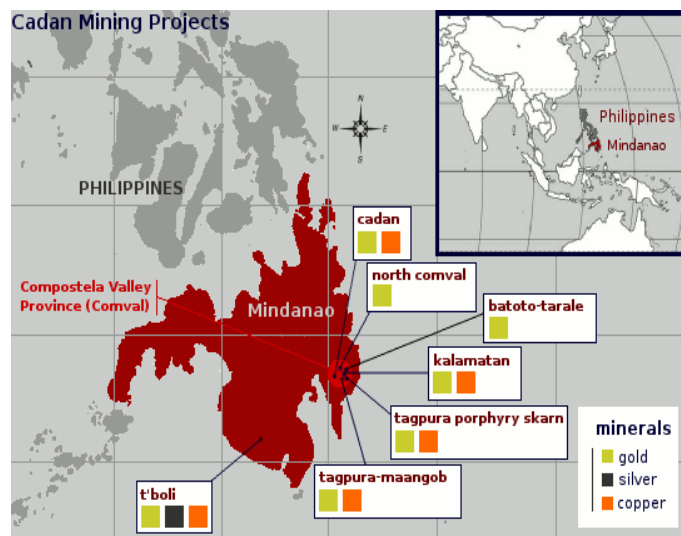 Cadan Mining Projects
N
W
E
S
PHILIPPINES
Philippines
Mindanao
cadan
north comval
batoto-tarale
Compostela Valley
Province (Comval)
Mindanao
kalamatan
tagpura porphyry skarn
tagpura-maangob
t'boli
minerals
gold
silver
copper